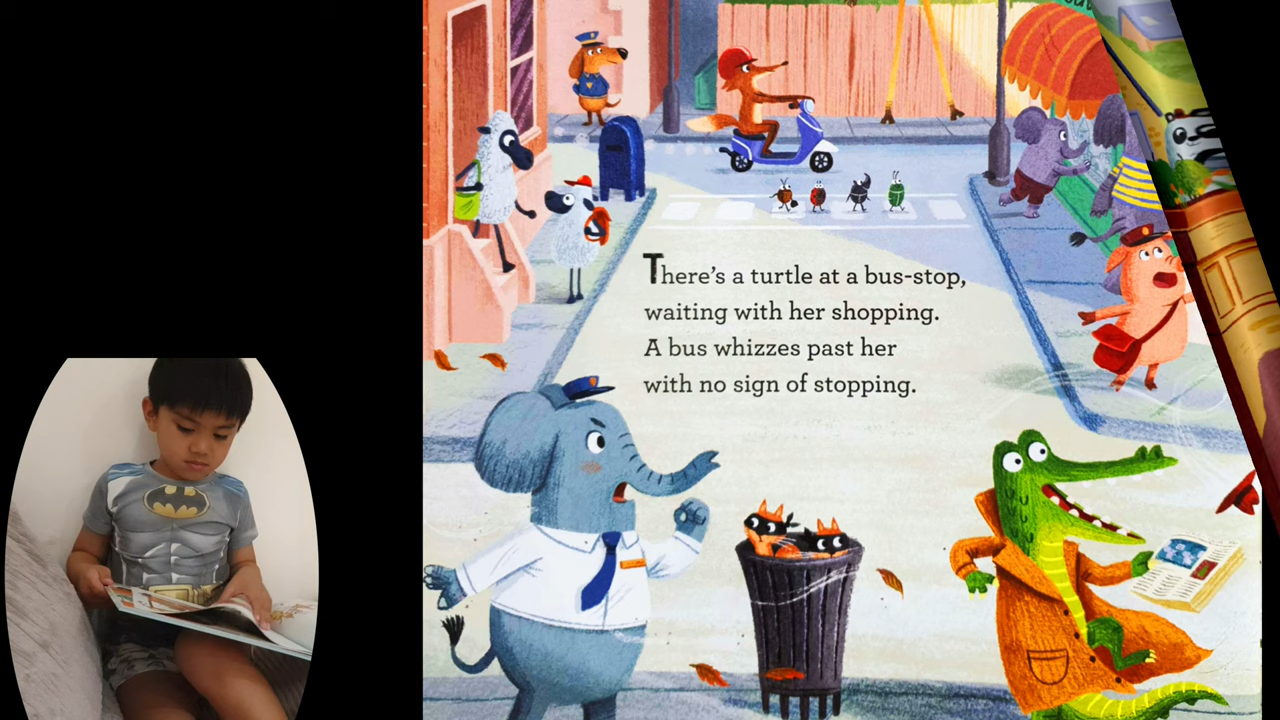 There's a turtle at a bus-stop,
waiting with her shopping.
A bus whizzes past her
with no sign of stopping.